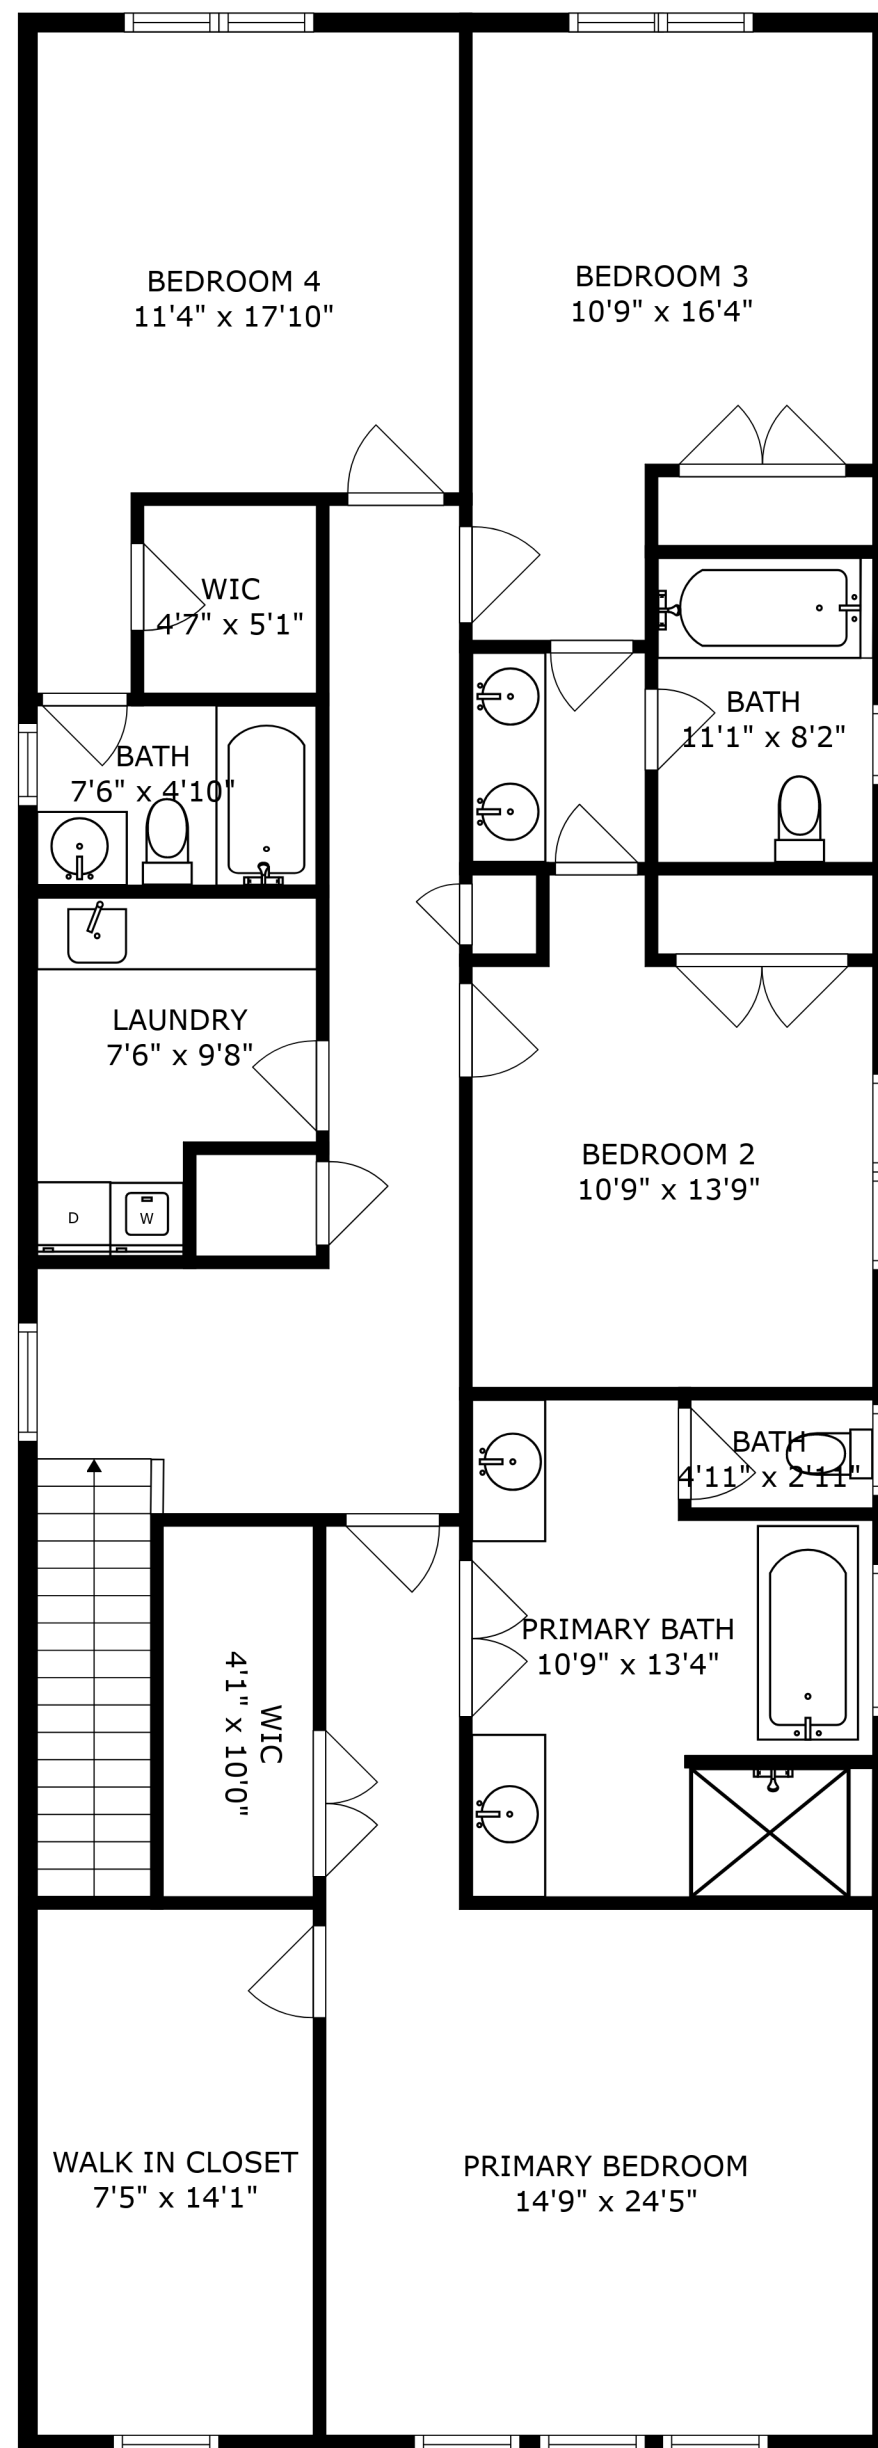 BEDROOM 4
11'4" x 17'10"
BEDROOM 3
10'9" x 16'4"
WIC
4'7" x 5'1"
BATH
11'1" x 8'2"
BATH
7'6" x 4'10"
LAUNDRY
7'6" x 9'8"
D
W
BEDROOM 2
10'9" x 13'9"
BATH
4'11" x 2'11"
PRIMARY BATH
10'9" x 13'4"
WIC
4'1" x 10'0"
WALK IN CLOSET
7'5" x 14'1"
PRIMARY BEDROOM
14'9" x 24'5"